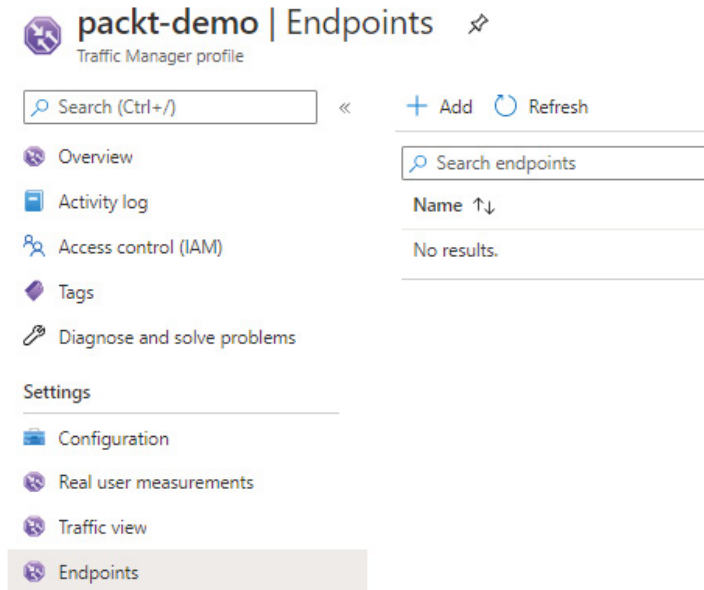 packt-demo | Endpoints
Traffic Manager profile
Search (Ctrl+/)
«
Overview
Activity log
Access control (IAM)
Tags
Diagnose and solve problems
Settings
Configuration
Real user measurements
Traffic view
Endpoints
+ Add Refresh
Search endpoints
Name ↑↓
No results.